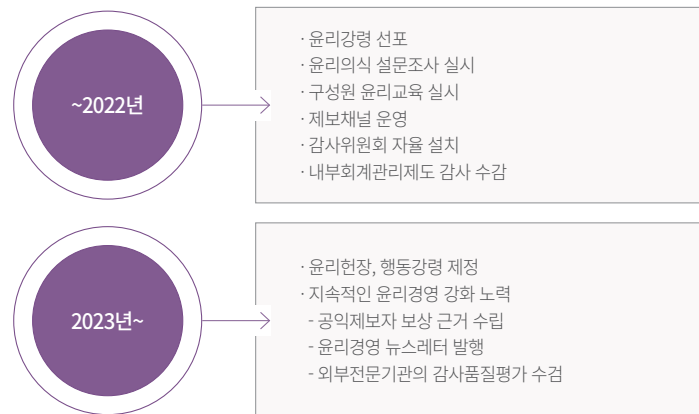 ~2022년
· 윤리강령 선포
· 윤리의식 설문조사 실시
· 구성원 윤리교육 실시
· 제보채널 운영
· 감사위원회 자율 설치
· 내부회계관리제도 감사 수감
2023년~
· 윤리헌장, 행동강령 제정
· 지속적인 윤리경영 강화 노력
- 공익제보자 보상 근거 수립
- 윤리경영 뉴스레터 발행
- 외부전문기관의 감사품질평가 수검